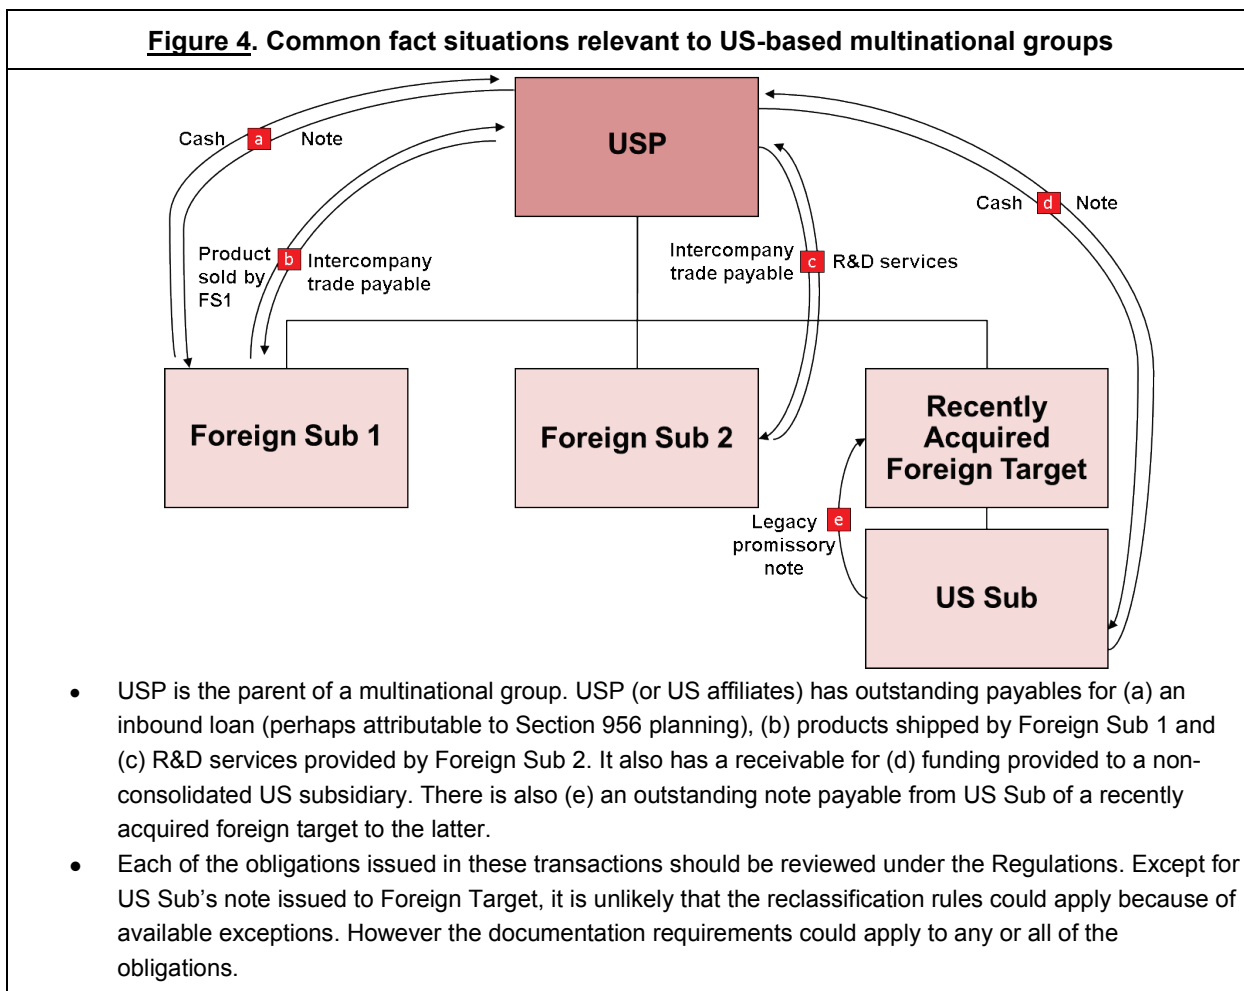 Figure 4. Common fact situations relevant to US-based multinational groups
USP
Cash a Note
Cash d Note
Product
sold by
FS1
b
Intercompany
trade payable
Intercompany
trade payable
c R&D services
Foreign Sub 1
Foreign Sub 2
Recently
Acquired
Foreign Target
Legacy
promissory
note
e
US Sub
• USP is the parent of a multinational group. USP (or US affiliates) has outstanding payables for (a) an
inbound loan (perhaps attributable to Section 956 planning), (b) products shipped by Foreign Sub 1 and
(c) R&D services provided by Foreign Sub 2. It also has a receivable for (d) funding provided to a non-
consolidated US subsidiary. There is also (e) an outstanding note payable from US Sub of a recently
acquired foreign target to the latter.
• Each of the obligations issued in these transactions should be reviewed under the Regulations. Except for
US Sub’s note issued to Foreign Target, it is unlikely that the reclassification rules could apply because of
available exceptions. However the documentation requirements could apply to any or all of the
obligations.